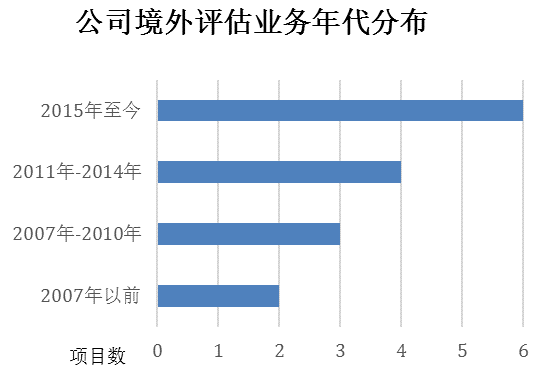 公司境外评估业务年代分布
2015年至今
2011年-2014年
2007年-2010年
2007年以前
项目数 0 1 2 3 4 5 6